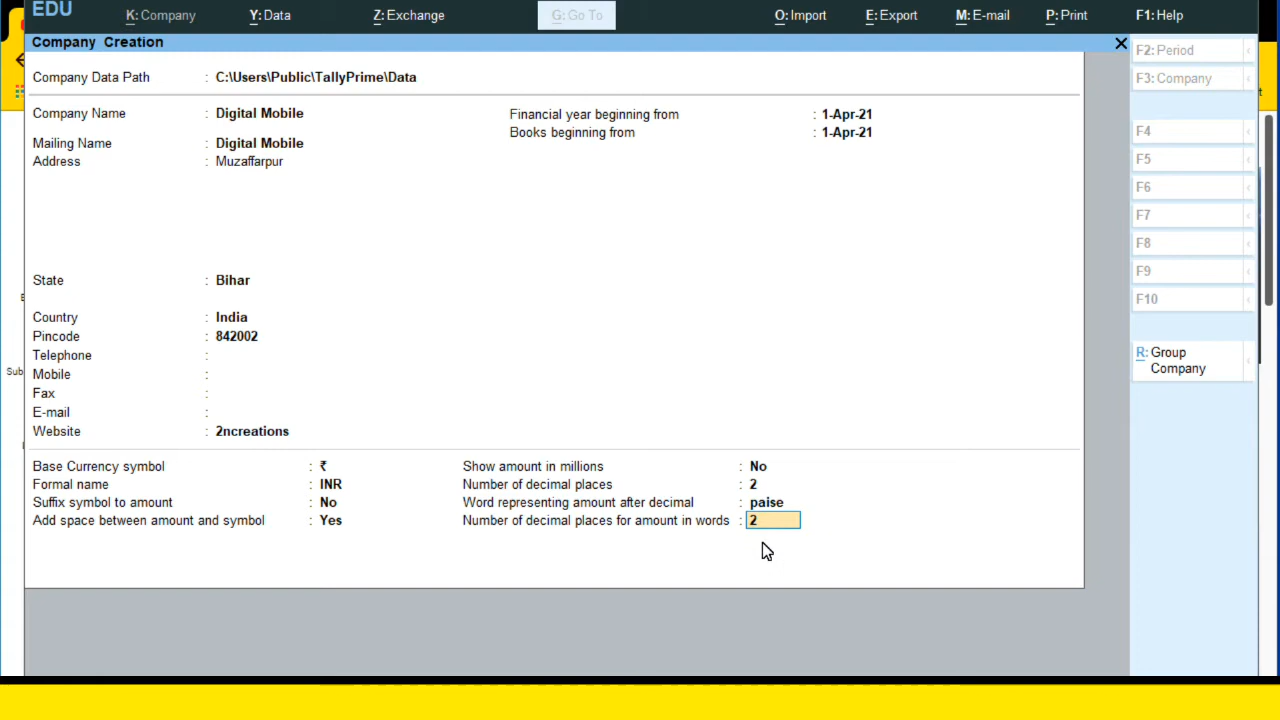 EDU K: Company Y: Data Z: Exchange G: Go To O: Import E: Export M: E-mail P: Print F1: Help
Company Creation
F2: Period
F3: Company
F4
F5
F6
F7
F8
F9
F10
R: Group
Company
Company Data Path : C:\Users\Public\TallyPrime\Data
Company Name : Digital Mobile
Financial year beginning from : 1-Apr-21
Books beginning from : 1-Apr-21
Mailing Name : Digital Mobile
Address : Muzaffarpur
State : Bihar
Country : India
Pincode : 842002
Telephone :
Mobile :
Fax :
E-mail :
Website : 2ncreations
Base Currency symbol : ₹
Formal name : INR
Suffix symbol to amount : No
Add space between amount and symbol : Yes
Show amount in millions : No
Number of decimal places : 2
Word representing amount after decimal : paise
Number of decimal places for amount in words : 2
Sub